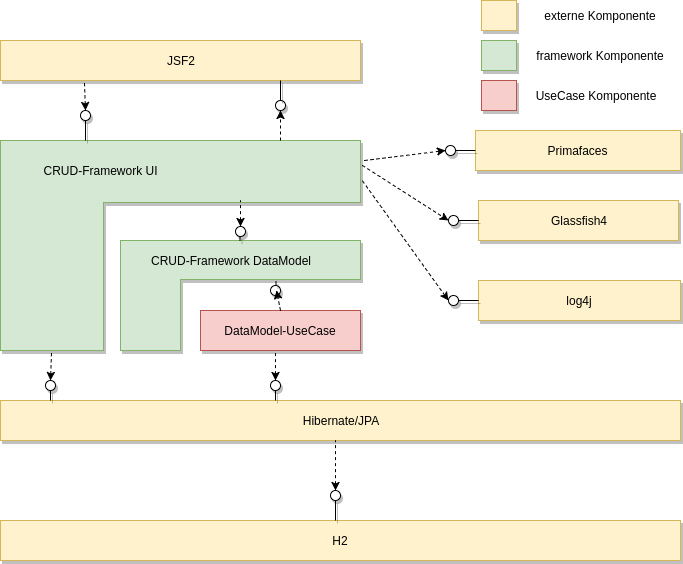 externe Komponente
framework Komponente
UseCase Komponente
JSF2
CRUD-Framework UI
Primafaces
Glassfish4
CRUD-Framework DataModel
log4j
DataModel-UseCase
Hibernate/JPA
H2